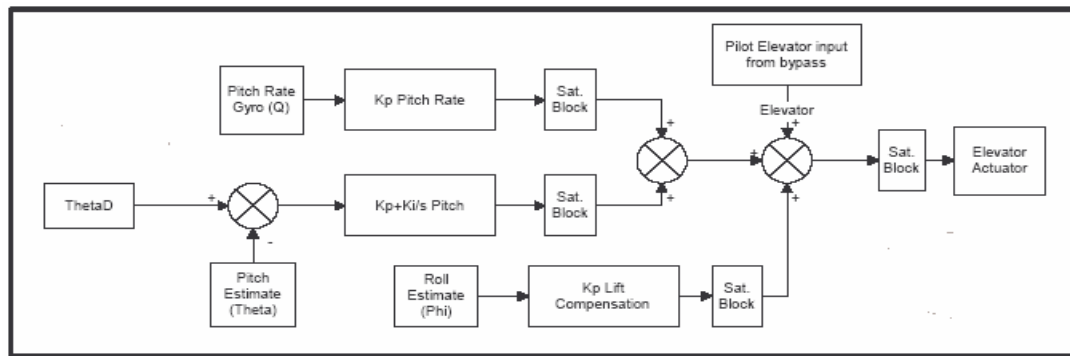 Pilot Elevator input
from bypass
Pitch Rate
Gyro (Q)
Kp Pitch Rate
Sat.
Block
Elevator
+
+
+
Sat.
Block
Elevator
Actuator
ThetaD
+
-
Kp+Ki/s Pitch
Sat.
Block
+
+
Pitch
Estimate
(Theta)
Roll
Estimate
(Phi)
Kp Lift
Compensation
Sat.
Block